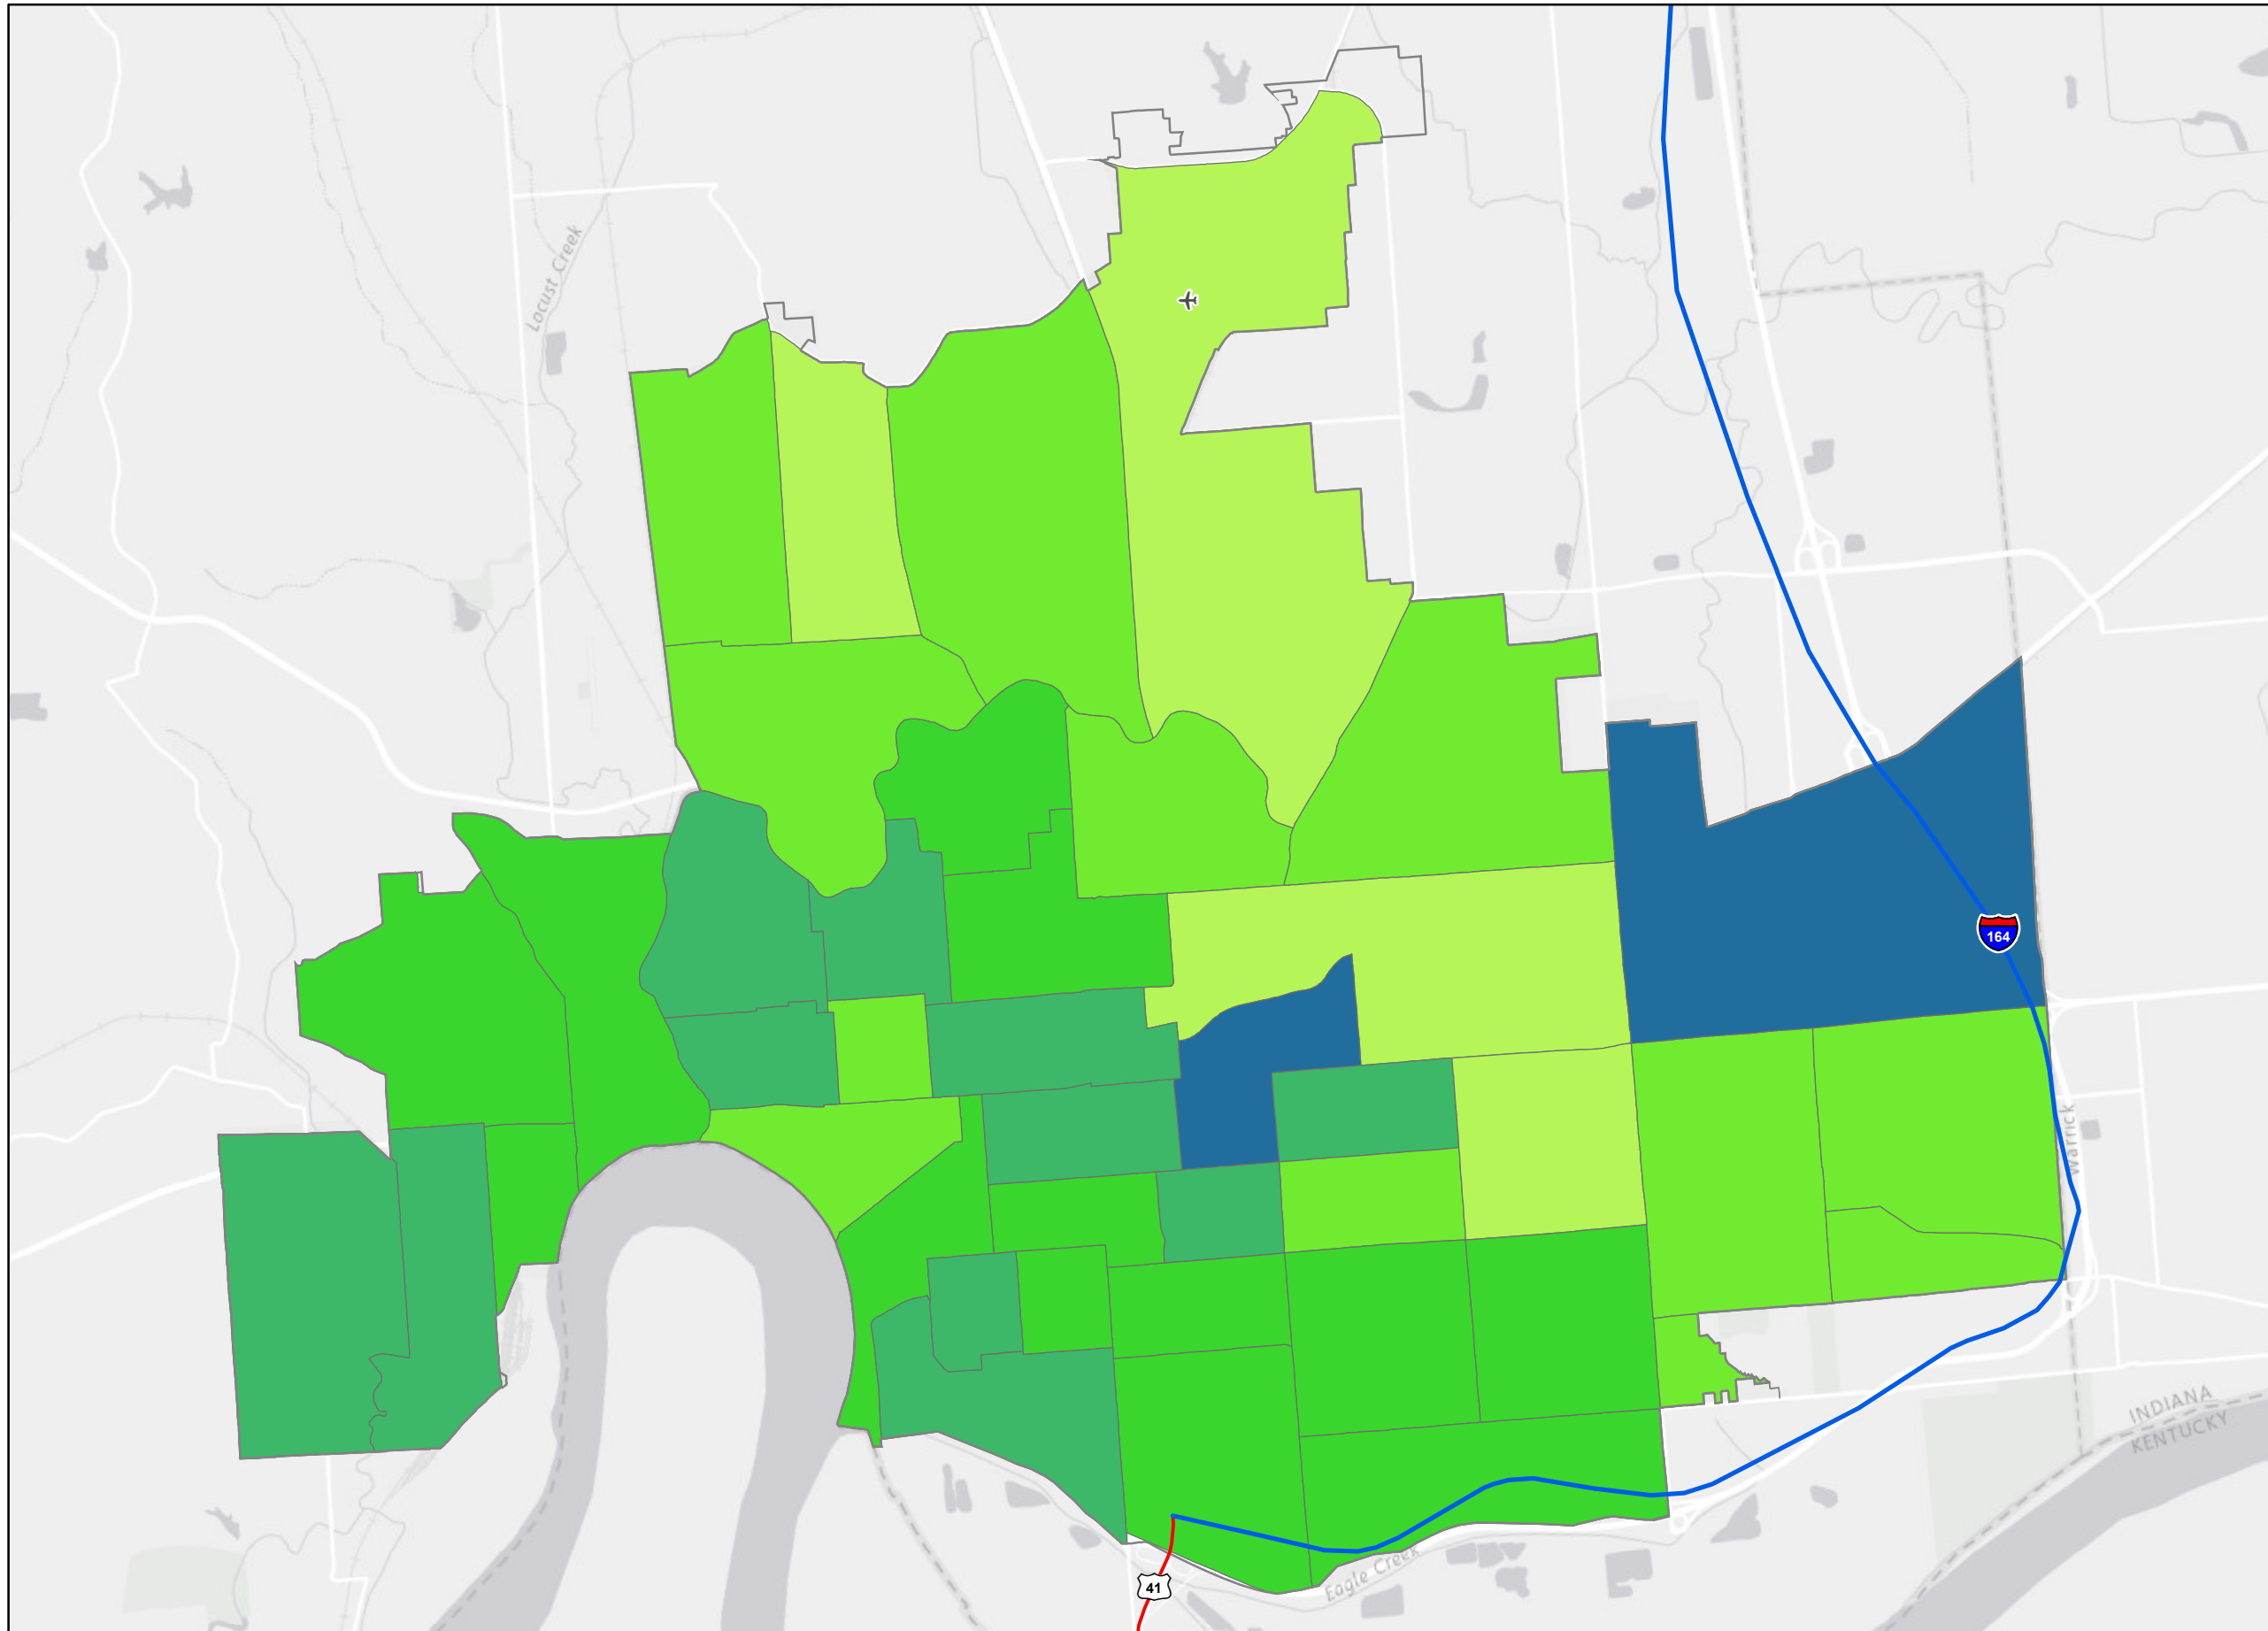 Locust Creek
164
Warrick
INDIANA
KENTUCKY
Eagle Creek
41